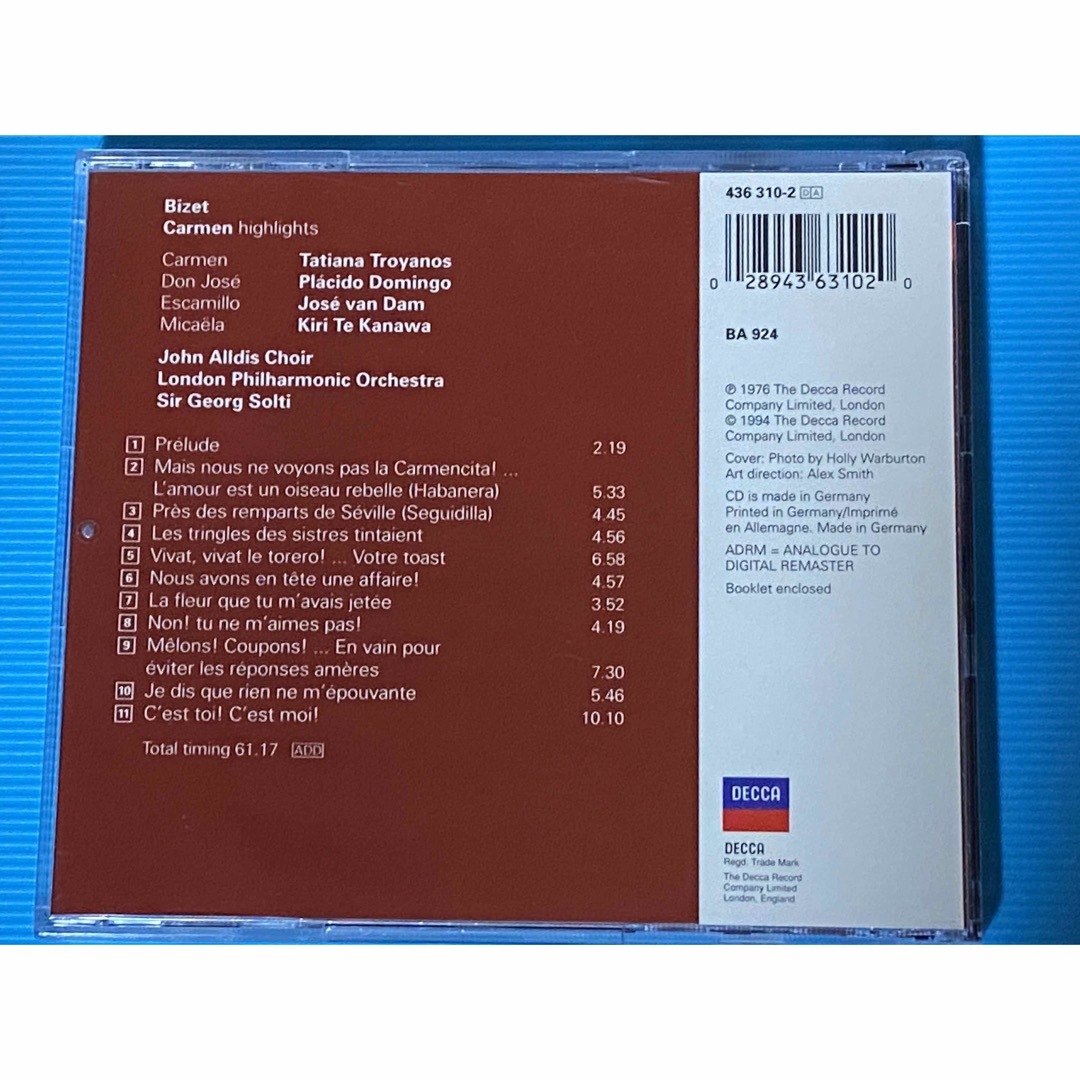 Bizet
Carmen highlights
Carmen Tatiana Troyanos
Don José Plácido Domingo
Escamillo José van Dam
Micaëla Kiri Te Kanawa
John Alldis Choir
London Philharmonic Orchestra
Sir Georg Solti
1 Prélude 2.19
2 Mais nous ne voyons pas la Carmencita! ...
L'amour est un oiseau rebelle (Habanera) 5.33
3 Près des remparts de Séville (Seguidilla) 4.45
4 Les tringles des sistres tintaient 4.56
5 Vivat, vivat le torero! ... Votre toast 6.58
6 Nous avons en tête une affaire! 4.57
7 La fleur que tu m'avais jetée 3.52
8 Non! tu ne m'aimes pas! 4.19
9 Mêlons! Coupons! ... En vain pour
éviter les réponses amères 7.30
10 Je dis que rien ne m'épouvante 5.46
11 C'est toi! C'est moi! 10.10
Total timing 61.17 ADD
436 310-2 DA
0 28943 63102 0
BA 924
℗ 1976 The Decca Record
Company Limited, London
© 1994 The Decca Record
Company Limited, London
Cover: Photo by Holly Warburton
Art direction: Alex Smith
CD is made in Germany
Printed in Germany/Imprimé
en Allemagne. Made in Germany
ADRM = ANALOGUE TO
DIGITAL REMASTER
Booklet enclosed
DECCA
DECCA
Regd. Trade Mark
The Decca Record
Company Limited
London, England